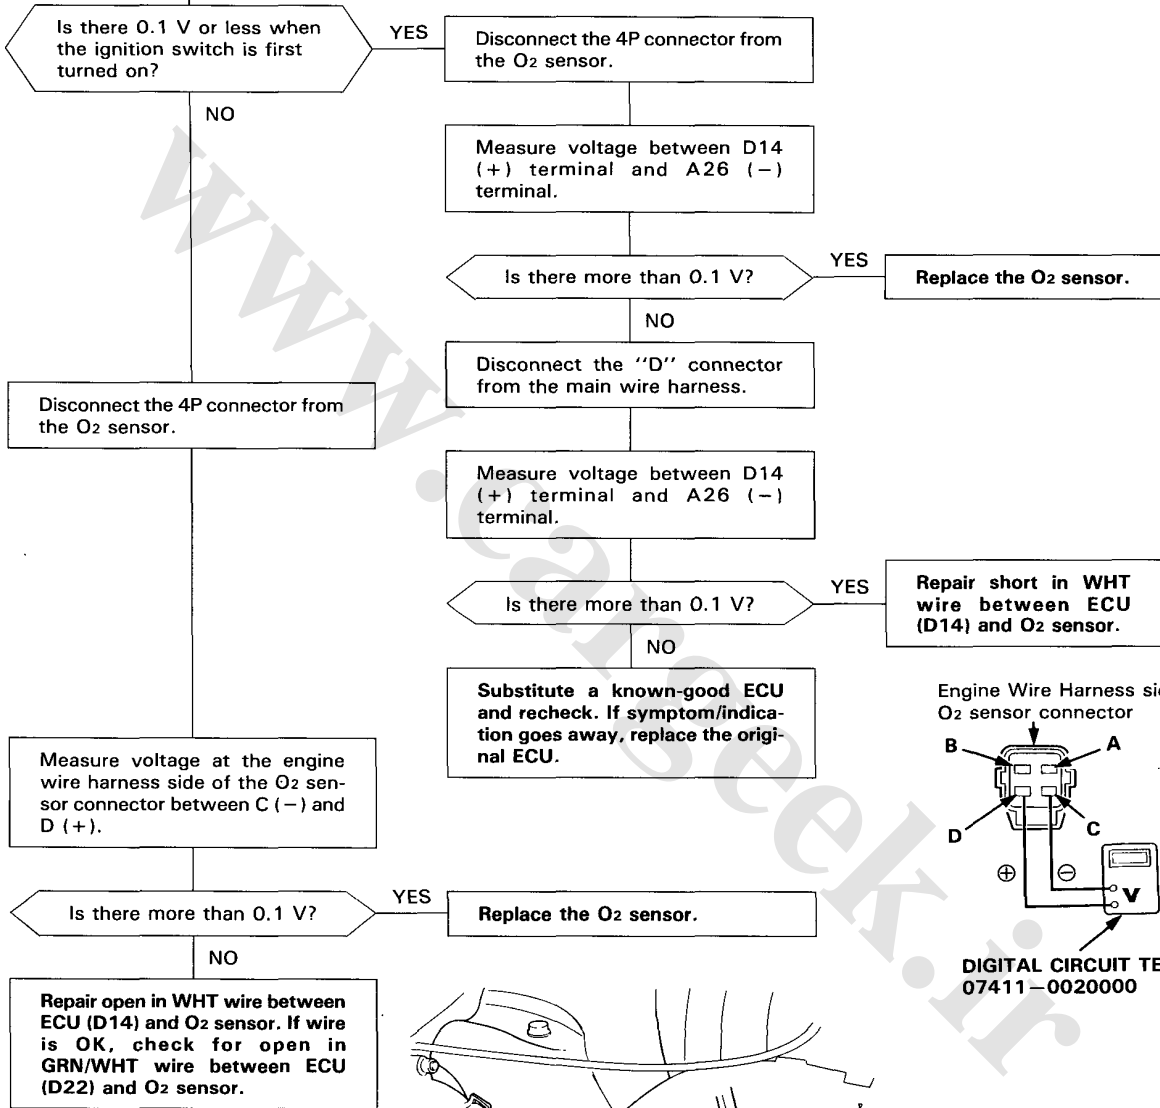 Is there 0.1 V or less when
the ignition switch is first
turned on?
YES
Disconnect the 4P connector from
the O2 sensor.
NO
Measure voltage between D14
(+) terminal and A26 (−)
terminal.
Is there more than 0.1 V?
YES
Replace the O2 sensor.
NO
Disconnect the "D" connector
from the main wire harness.
Disconnect the 4P connector from
the O2 sensor.
Measure voltage between D14
(+) terminal and A26 (−)
terminal.
Is there more than 0.1 V?
YES
Repair short in WHT
wire between ECU
(D14) and O2 sensor.
NO
Substitute a known-good ECU
and recheck. If symptom/indica-
tion goes away, replace the origi-
nal ECU.
Engine Wire Harness si
O2 sensor connector
B
A
D
C
⊕
⊖
V
DIGITAL CIRCUIT TE
07411−0020000
Measure voltage at the engine
wire harness side of the O2 sen-
sor connector between C (−) and
D (+).
Is there more than 0.1 V?
YES
Replace the O2 sensor.
NO
Repair open in WHT wire between
ECU (D14) and O2 sensor. If wire
is OK, check for open in
GRN/WHT wire between ECU
(D22) and O2 sensor.
www.cargeek.ir